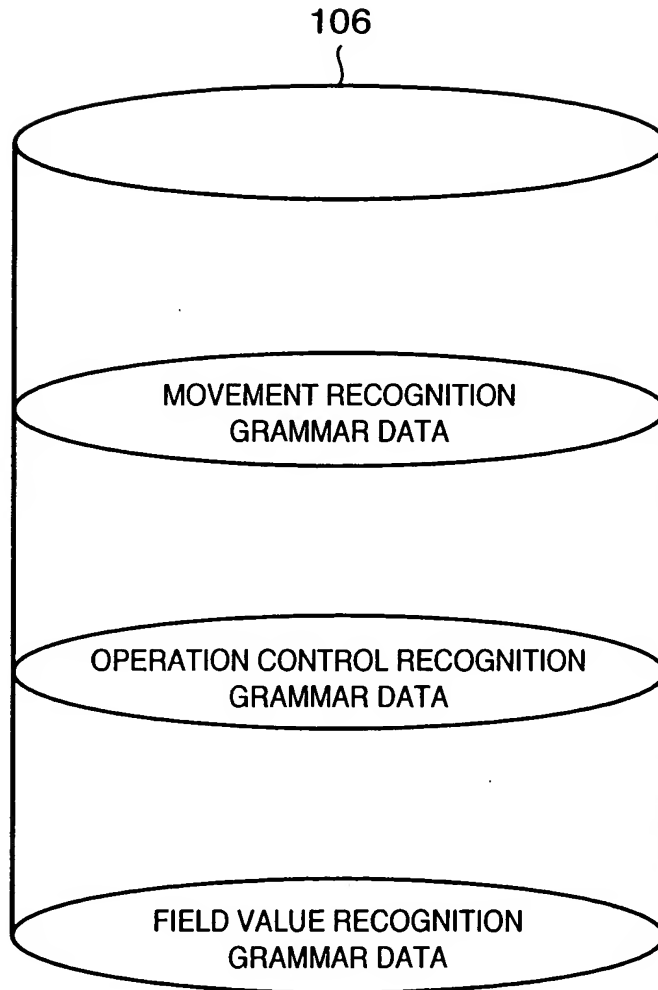 106
MOVEMENT RECOGNITION
GRAMMAR DATA
OPERATION CONTROL RECOGNITION
GRAMMAR DATA
FIELD VALUE RECOGNITION
GRAMMAR DATA